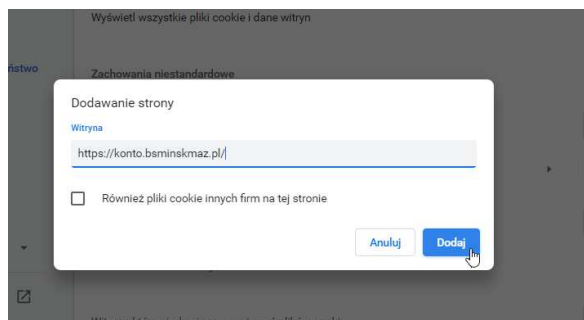 Wyświetl wszystkie pliki cookie i dane witryn
Zachowania niestandardowe
Dodawanie strony
Witryna
https://konto.bsminskmaz.pl/
Również pliki cookie innych firm na tej stronie
Anuluj
Dodaj